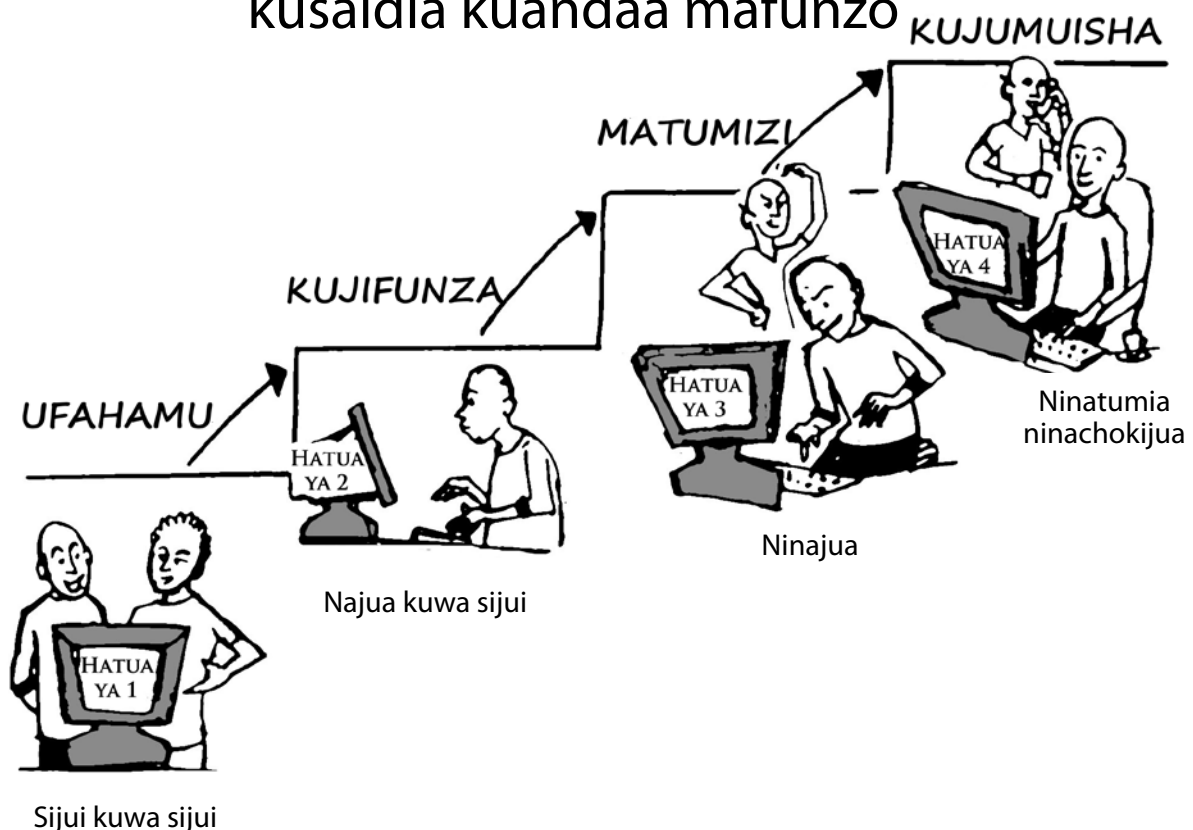 kusaidia kuandaa mafunzo
KUJUMUISHA
MATUMIZI
KUJIFUNZA
UFAHAMU
HATUA
YA 4
Ninatumia
ninachokijua
HATUA
YA 3
Ninajua
HATUA
YA 2
Najua kuwa sijui
HATUA
YA 1
Sijui kuwa sijui